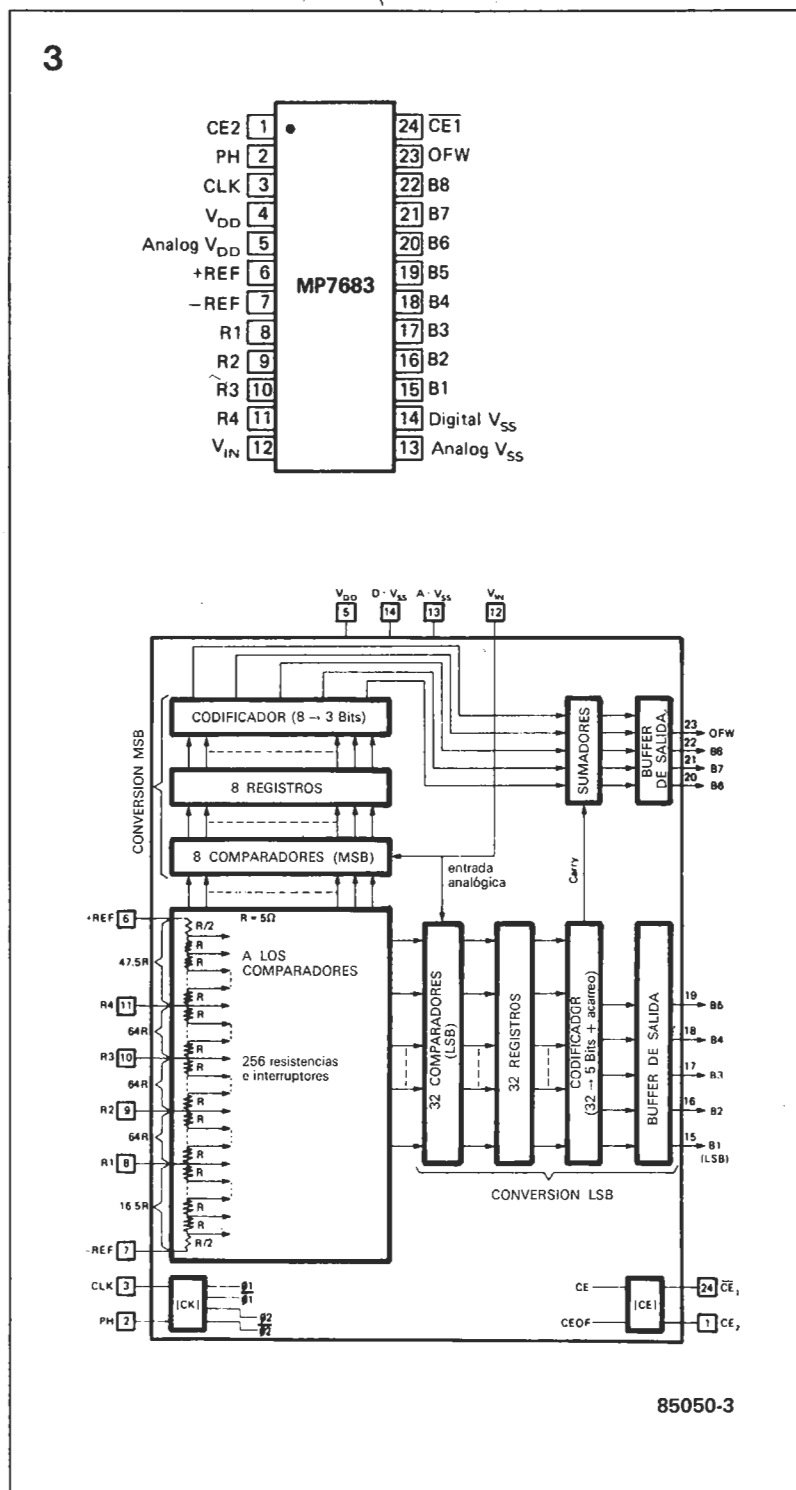 3
CE2 1
PH 2
CLK 3
VDD 4
Analog VDD 5
+REF 6
−REF 7
R1 8
R2 9
R3 10
R4 11
VIN 12
MP7683
24 CE1
23 OFW
22 B8
21 B7
20 B6
19 B5
18 B4
17 B3
16 B2
15 B1
14 Digital VSS
13 Analog VSS
VDD D · VSS A · VSS VIN
5 14 13 12
CONVERSION MSB
CODIFICADOR (8 → 3 Bits)
8 REGISTROS
8 COMPARADORES (MSB)
SUMADORES
BUFFER DE SALIDA
23 OFW
22 B8
21 B7
20 B6
entrada
analógica
Carry
+REF 6
47.5R
R4 11
64R
R3 10
64R
R2 9
64R
R1 8
16 5R
-REF 7
R = 5Ω
R/2
R
R
A LOS
COMPARADORES
R
R
R
R
256 resistencias
e interruptores
R
R
R
R
R
R
R/2
32 COMPARADORES
(LSB)
32 REGISTROS
CODIFICADOR
(32 → 5 Bits + acarreo)
BUFFER DE SALIDA
19 B5
18 B4
17 B3
16 B2
15 B1
(LSB)
CONVERSION LSB
CLK 3
PH 2
[CK]
ø1
ø1
ø2
ø2
CE
CEOF
[CE]
24 CE1
1 CE2
85050-3